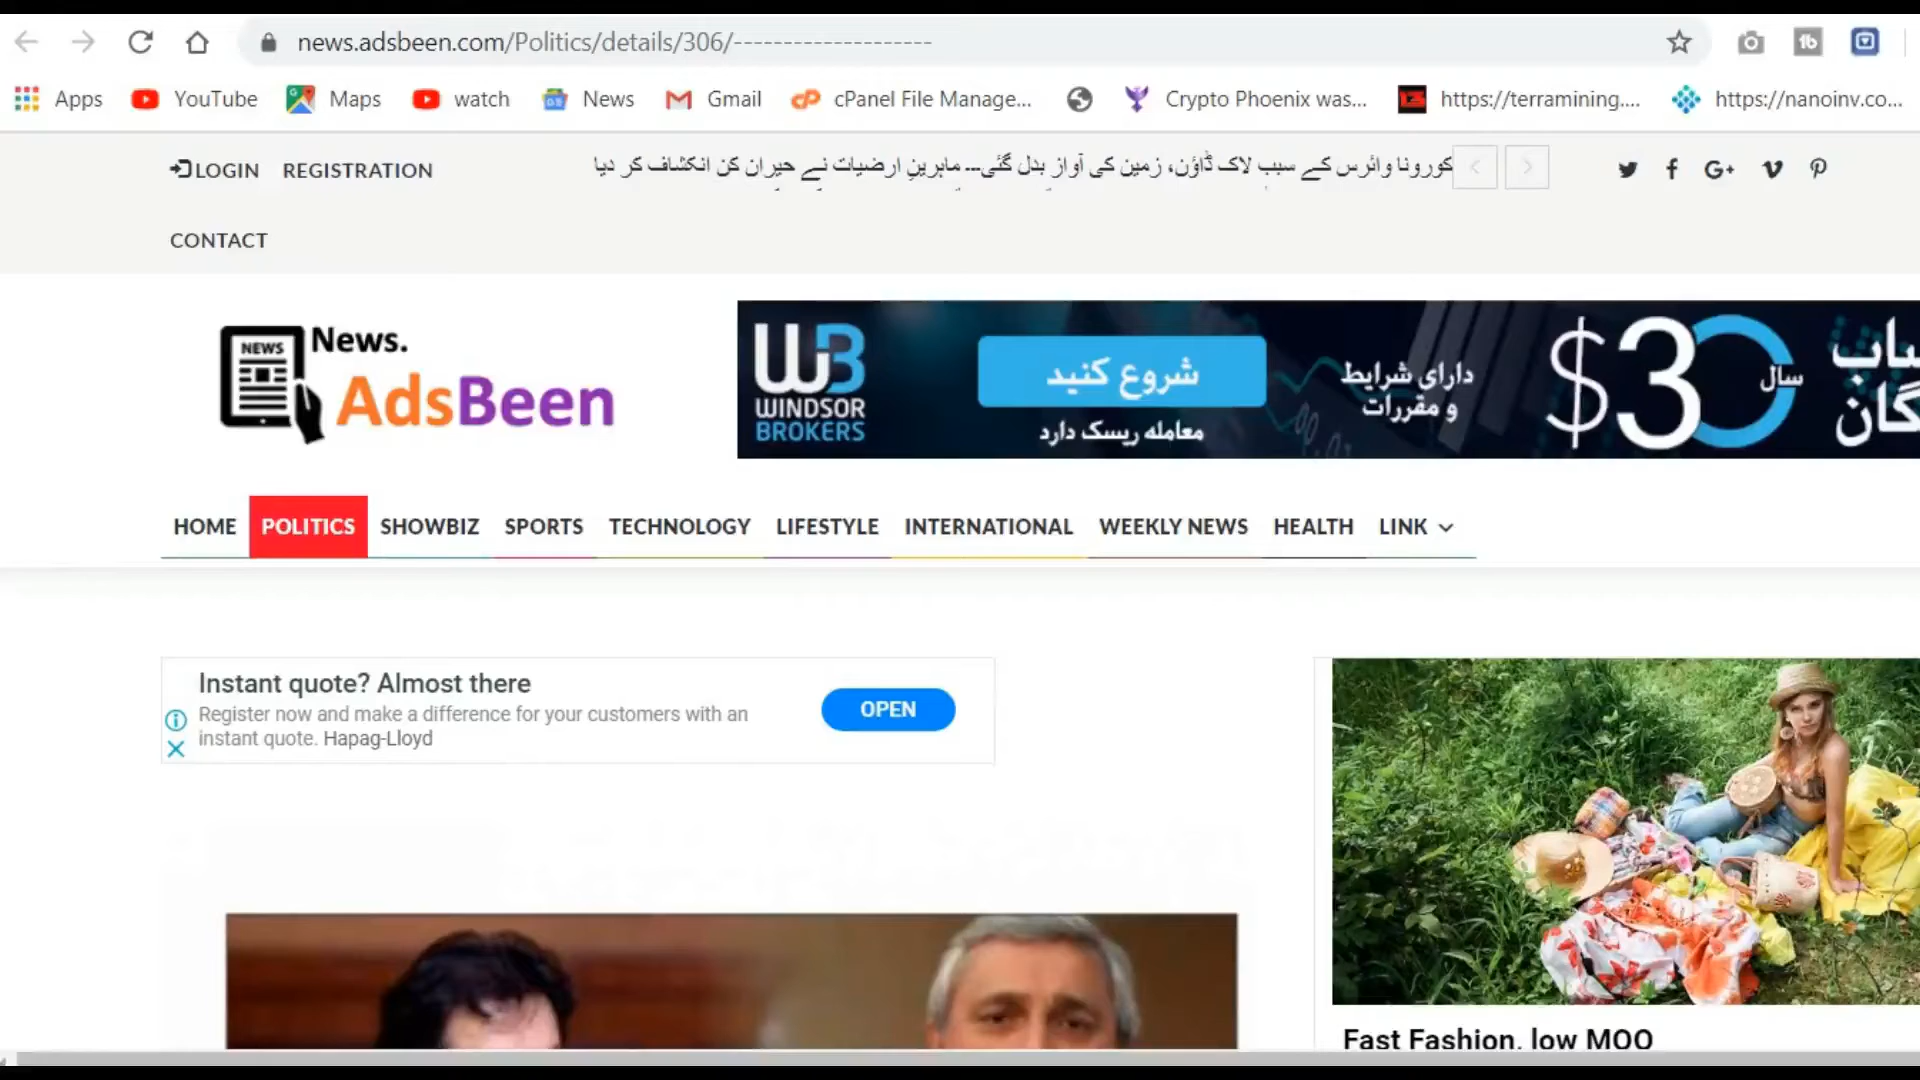 news.adsbeen.com/Politics/details/306/--------------------
Apps YouTube Maps watch News Gmail cPanel File Manage... Crypto Phoenix was... https://terramining.... https://nanoinv.co...
LOGIN REGISTRATION
کورونا وائرس کے سبب لاک ڈاؤن، زمین کی آواز بدل گئی۔۔۔ ماہرینِ ارضیات نے حیران کن انکشاف کر دیا
CONTACT
NEWS
News.
AdsBeen
WINDSOR
BROKERS
شروع کنید
معامله ریسک دارد
دارای شرایط
و مقررات
$30
سال
HOME POLITICS SHOWBIZ SPORTS TECHNOLOGY LIFESTYLE INTERNATIONAL WEEKLY NEWS HEALTH LINK
Instant quote? Almost there
Register now and make a difference for your customers with an
instant quote. Hapag-Lloyd
OPEN
Fast Fashion, low MOQ